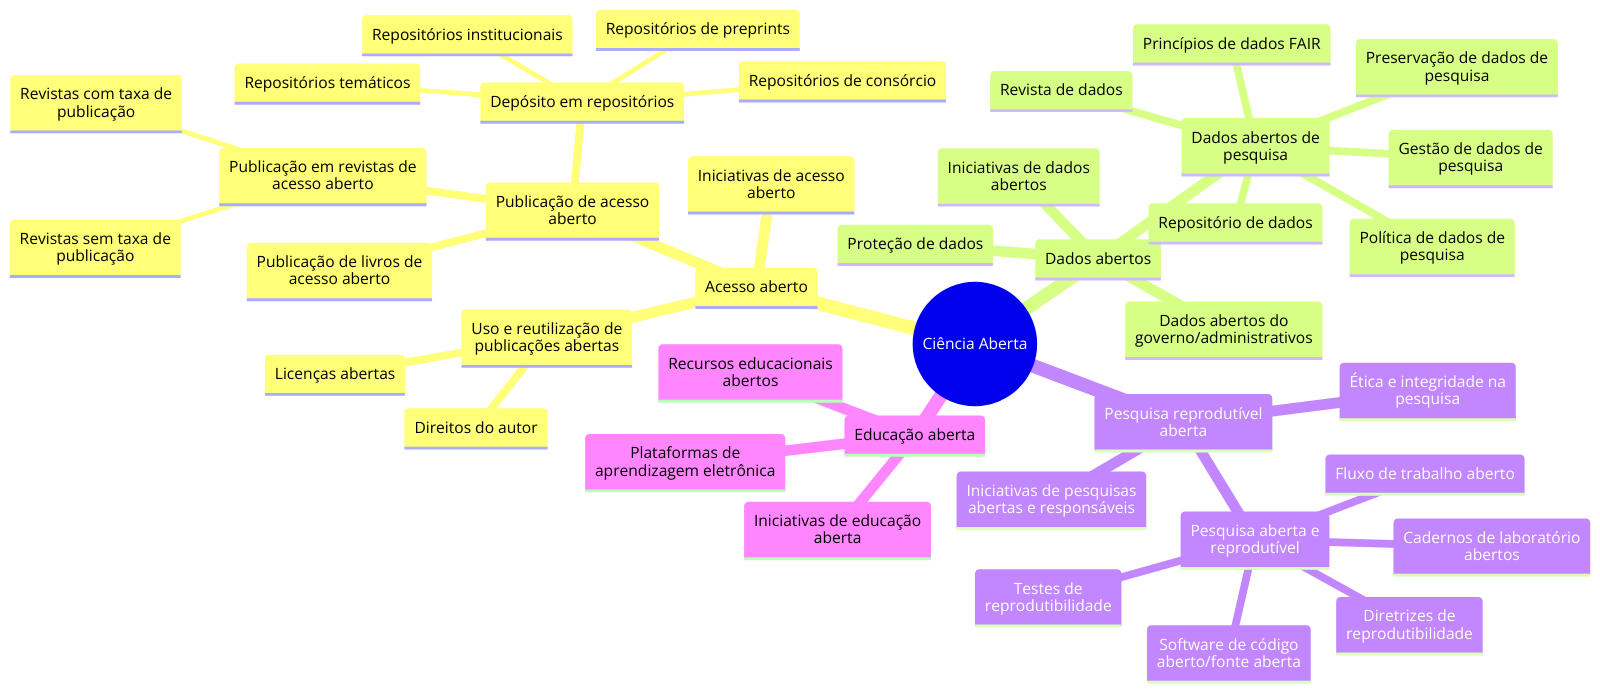 Ciência Aberta
Acesso aberto
Iniciativas de acesso
aberto
Publicação de acesso
aberto
Depósito em repositórios
Repositórios temáticos
Repositórios institucionais
Repositórios de preprints
Repositórios de consórcio
Publicação em revistas de
acesso aberto
Revistas com taxa de
publicação
Revistas sem taxa de
publicação
Publicação de livros de
acesso aberto
Uso e reutilização de
publicações abertas
Licenças abertas
Direitos do autor
Dados abertos
Iniciativas de dados
abertos
Proteção de dados
Dados abertos do
governo/administrativos
Dados abertos de
pesquisa
Revista de dados
Princípios de dados FAIR
Preservação de dados de
pesquisa
Gestão de dados de
pesquisa
Política de dados de
pesquisa
Repositório de dados
Educação aberta
Recursos educacionais
abertos
Plataformas de
aprendizagem eletrônica
Iniciativas de educação
aberta
Pesquisa reprodutível
aberta
Ética e integridade na
pesquisa
Iniciativas de pesquisas
abertas e responsáveis
Pesquisa aberta e
reprodutível
Fluxo de trabalho aberto
Cadernos de laboratório
abertos
Diretrizes de
reprodutibilidade
Software de código
aberto/fonte aberta
Testes de
reprodutibilidade